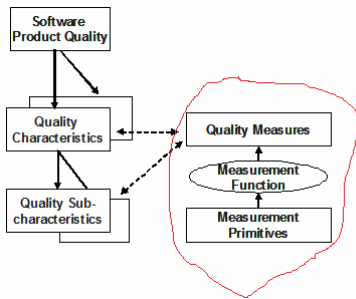 Software
Product Quality
Quality
Characteristics
Quality Sub-
characteristics
Quality Measures
Measurement
Function
Measurement
Primitives